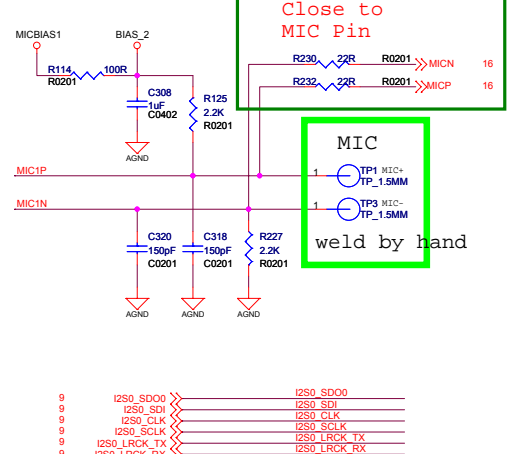 Close to
MIC Pin
MICBIAS1
BIAS_2
R230 22R R0201 MICN 16
R114 100R
R0201
R232 22R R0201 MICP 16
C308
1uF
C0402
R125
2.2K
R0201
AGND
MIC
MIC1P
1 TP1 MIC+
TP_1.5MM
MIC1N
1 TP3 MIC-
TP_1.5MM
weld by hand
C320
150pF
C0201
C318
150pF
C0201
R227
2.2K
R0201
AGND AGND AGND
9 I2S0_SDO0 I2S0_SDO0
9 I2S0_SDI I2S0_SDI
9 I2S0_CLK I2S0_CLK
9 I2S0_SCLK I2S0_SCLK
9 I2S0_LRCK_TX I2S0_LRCK_TX
9 I2S0_LRCK_RX I2S0_LRCK_RX